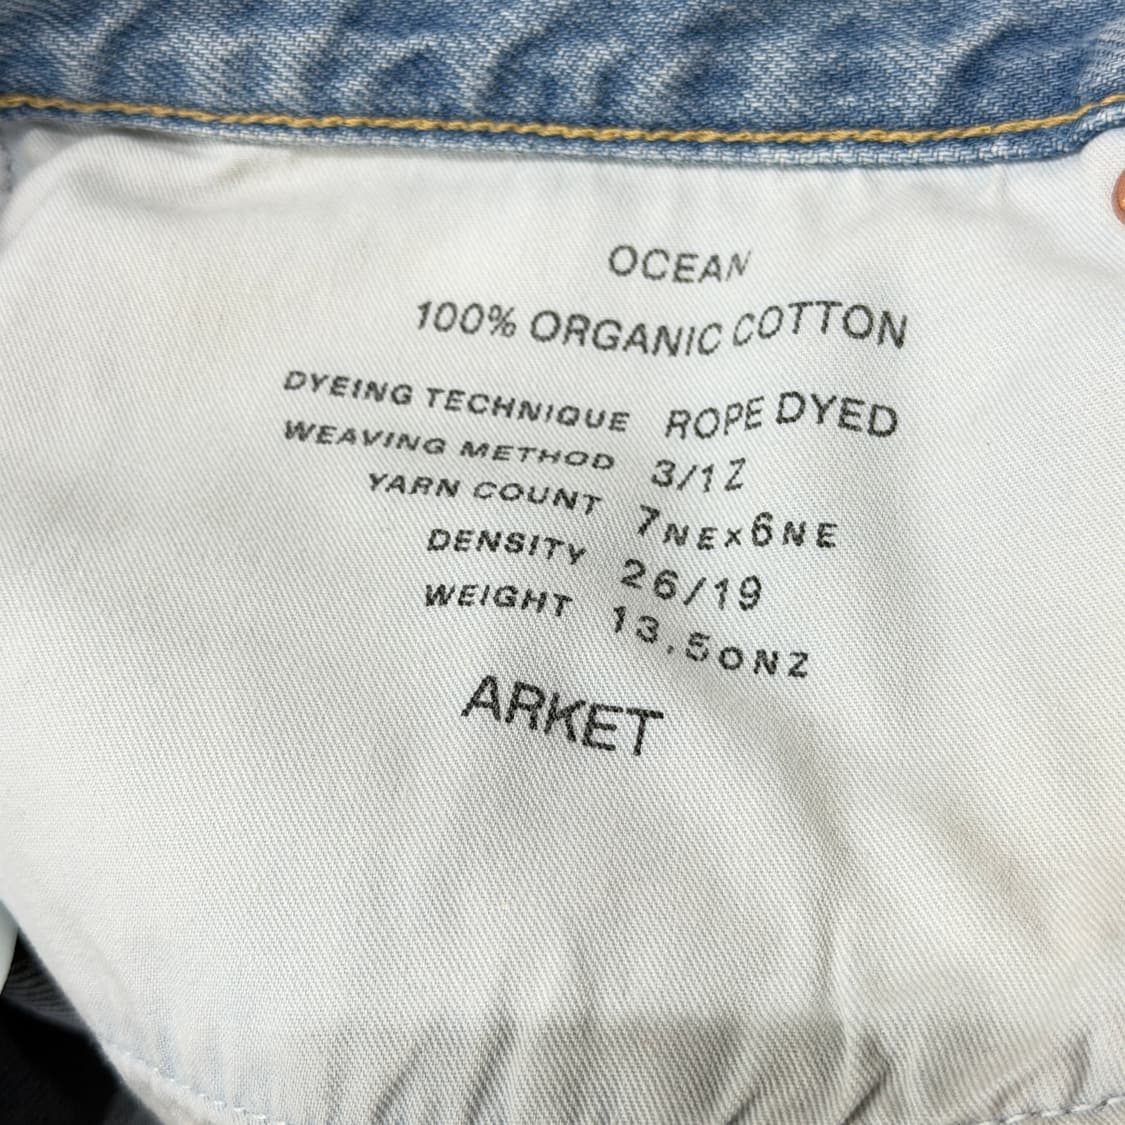 OCEAN
100% ORGANIC COTTON
DYEING TECHNIQUE ROPE DYED
WEAVING METHOD 3/1 Z
YARN COUNT 7NEx6NE
DENSITY 26/19
WEIGHT 13,5ONZ
ARKET